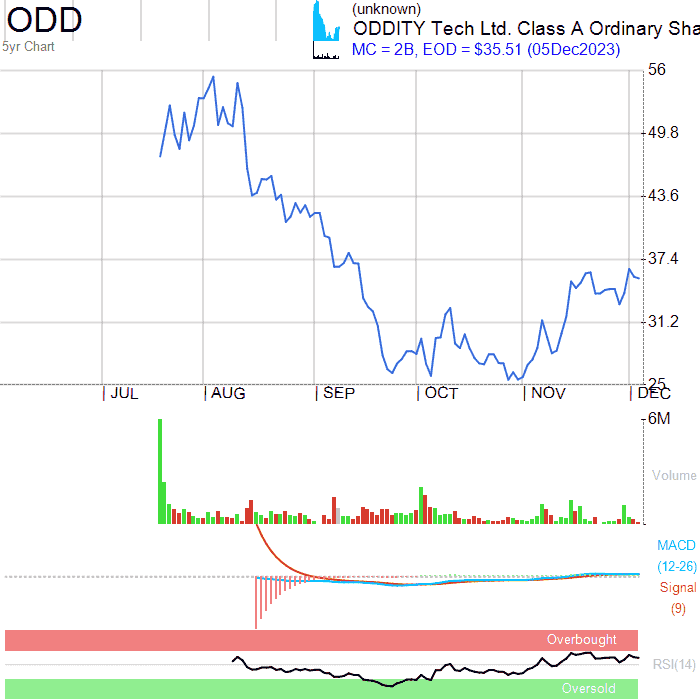 ODD
5yr Chart
(unknown)
ODDITY Tech Ltd. Class A Ordinary Sha
MC = 2B, EOD = $35.51 (05Dec2023)
56
49.8
43.6
37.4
31.2
25
JUL
AUG
SEP
OCT
NOV
DEC
6M
Volume
MACD
(12-26)
Signal
(9)
Overbought
RSI(14)
Oversold